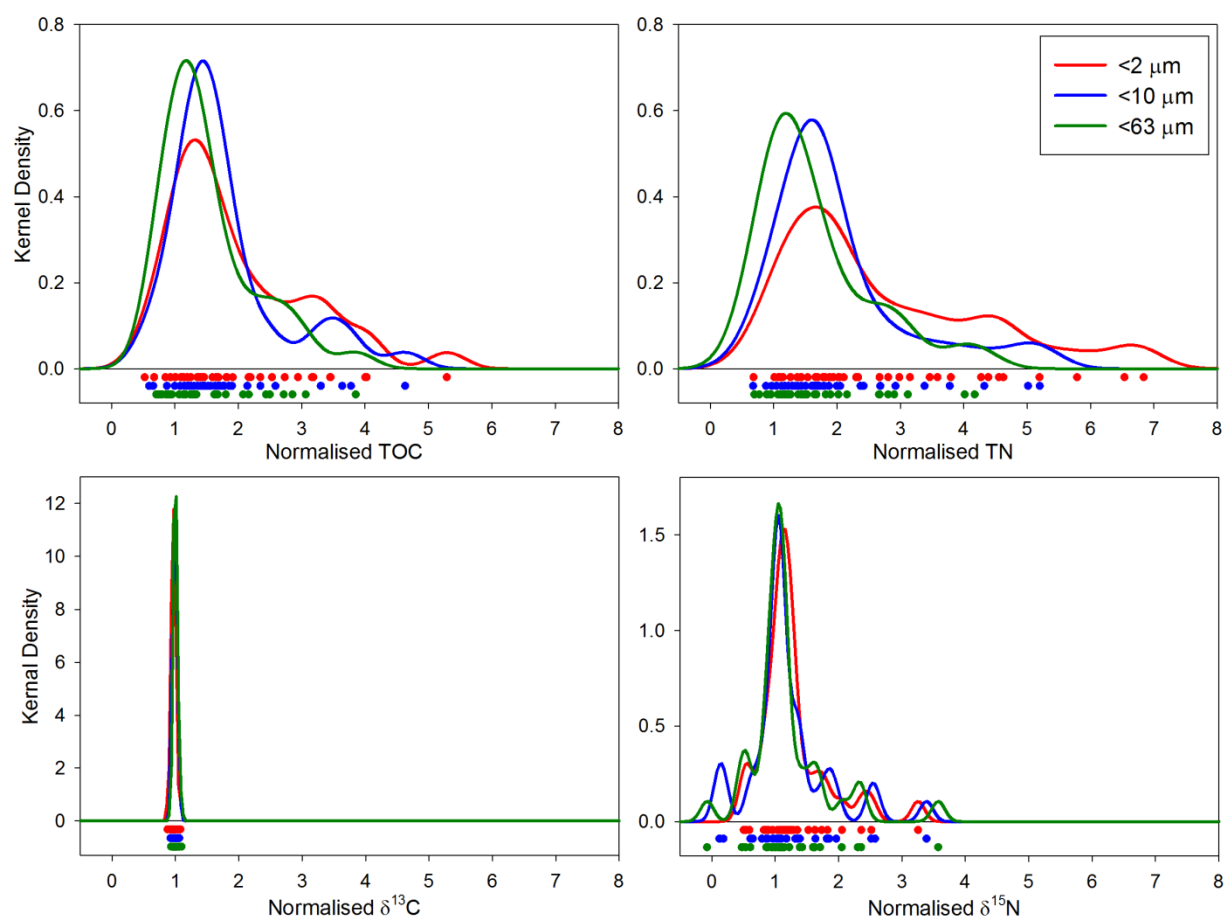 0.8
0.6
0.4
0.2
0.0
Kernel Density
0 1 2 3 4 5 6 7 8
Normalised TOC
0.8
0.6
0.4
0.2
0.0
<2 μm
<10 μm
<63 μm
0 1 2 3 4 5 6 7 8
Normalised TN
12
10
8
6
4
2
0
Kernal Density
0 1 2 3 4 5 6 7 8
Normalised δ¹³C
1.5
1.0
0.5
0.0
0 1 2 3 4 5 6 7 8
Normalised δ¹⁵N